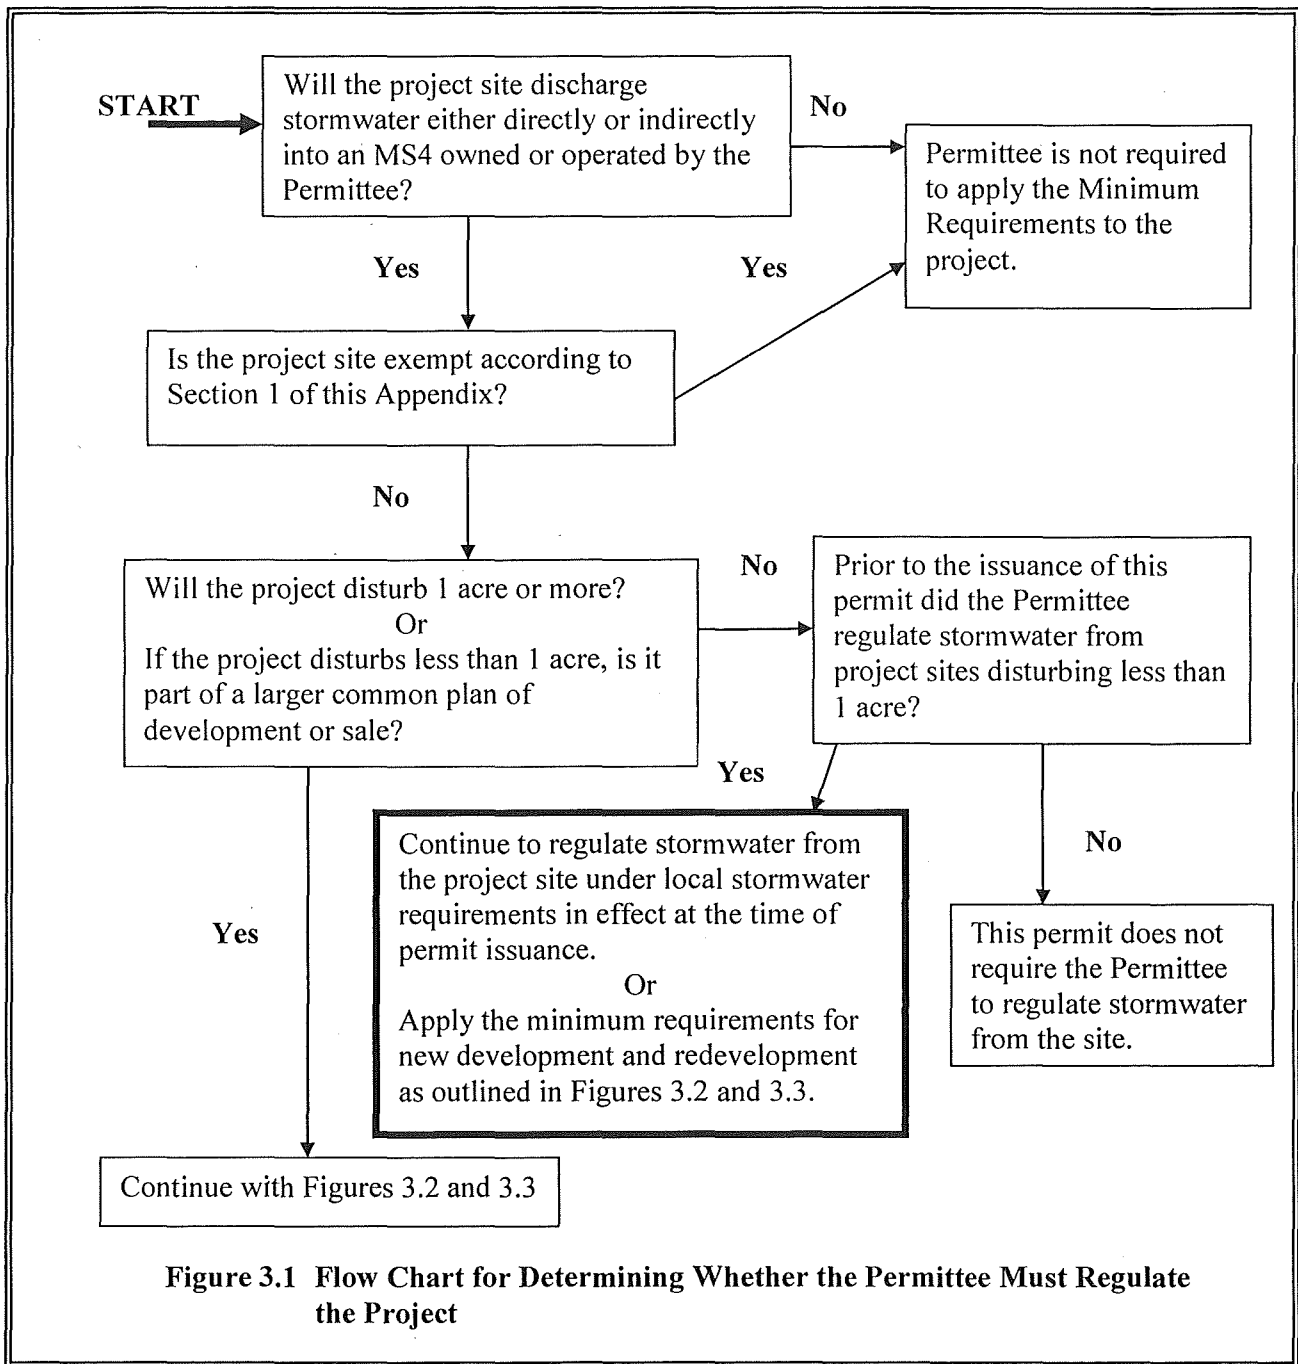 START
Will the project site discharge
stormwater either directly or indirectly
into an MS4 owned or operated by the
Permittee?
No
Permittee is not required
to apply the Minimum
Requirements to the
project.
Yes
Yes
Is the project site exempt according to
Section 1 of this Appendix?
No
Will the project disturb 1 acre or more?
Or
If the project disturbs less than 1 acre, is it
part of a larger common plan of
development or sale?
No
Prior to the issuance of this
permit did the Permittee
regulate stormwater from
project sites disturbing less than
1 acre?
Yes
Continue to regulate stormwater from
the project site under local stormwater
requirements in effect at the time of
permit issuance.
Or
Apply the minimum requirements for
new development and redevelopment
as outlined in Figures 3.2 and 3.3.
No
This permit does not
require the Permittee
to regulate stormwater
from the site.
Yes
Continue with Figures 3.2 and 3.3
Figure 3.1 Flow Chart for Determining Whether the Permittee Must Regulate
the Project